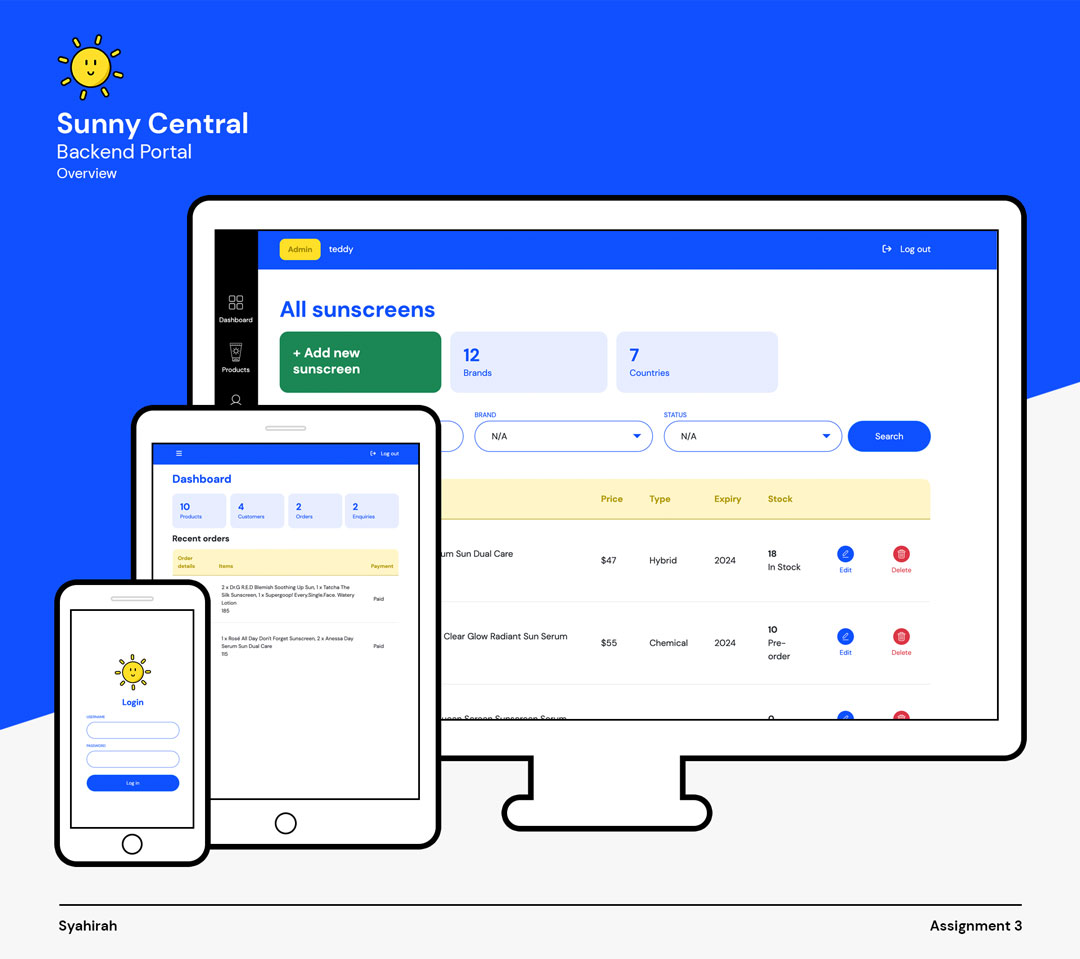 Sunny Central
Backend Portal
Overview
Admin
teddy
Log out
Dashboard
Products
All sunscreens
+ Add new
sunscreen
12
Brands
7
Countries
BRAND
N/A
STATUS
N/A
Search
Price
Type
Expiry
Stock
Sun Dual Care
$47
Hybrid
2024
18
In Stock
Edit
Delete
Clear Glow Radiant Sun Serum
$55
Chemical
2024
10
Pre-
order
Edit
Delete
Screen Sunscreen Serum
Log out
Dashboard
10
Products
4
Customers
2
Orders
2
Enquiries
Recent orders
Order
details
Items
Payment
2 x Dr.G R.E.D Blemish Soothing Up Sun, 1 x Tatcha The
Silk Sunscreen, 1 x Supergoop! Every.Single.Face. Watery
Lotion
185
Paid
1 x Rosé All Day Don't Forget Sunscreen, 2 x Anessa Day
Serum Sun Dual Care
115
Paid
Login
USERNAME
PASSWORD
Log In
Syahirah
Assignment 3